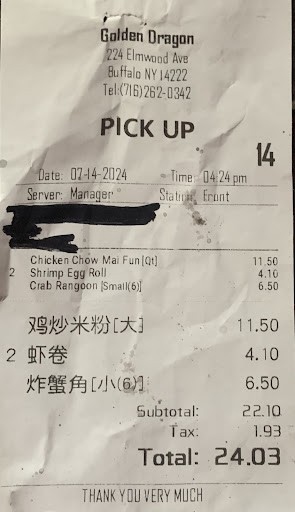 Golden Dragon
224 Elmwood Ave
Buffalo NY 14222
Tel:(716)262-0342
PICK UP
14
Date: 07-14-2024 Time: 04:24 pm
Server: Manager Station: Front
Chicken Chow Mai Fun[Qt] 11.50
2 Shrimp Egg Roll 4.10
Crab Rangoon [Small(6)] 6.50
鸡炒米粉[大] 11.50
2 虾卷 4.10
炸蟹角[小(6)] 6.50
Subtotal: 22.10
Tax: 1.93
Total: 24.03
THANK YOU VERY MUCH